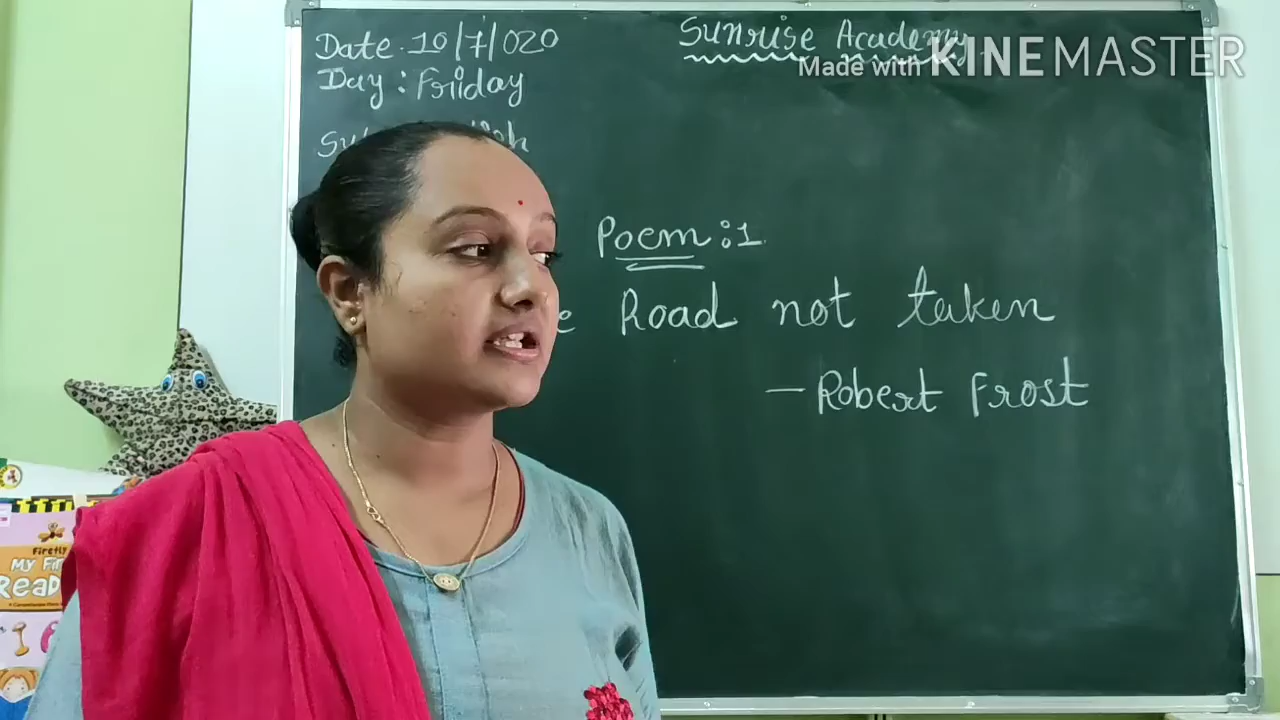 Date. 10/7/020
Sunrise Academy
Made with KINEMASTER
Day : Friday
Poem :1
Road not taken
- Robert Frost
Firefly
MY
READ